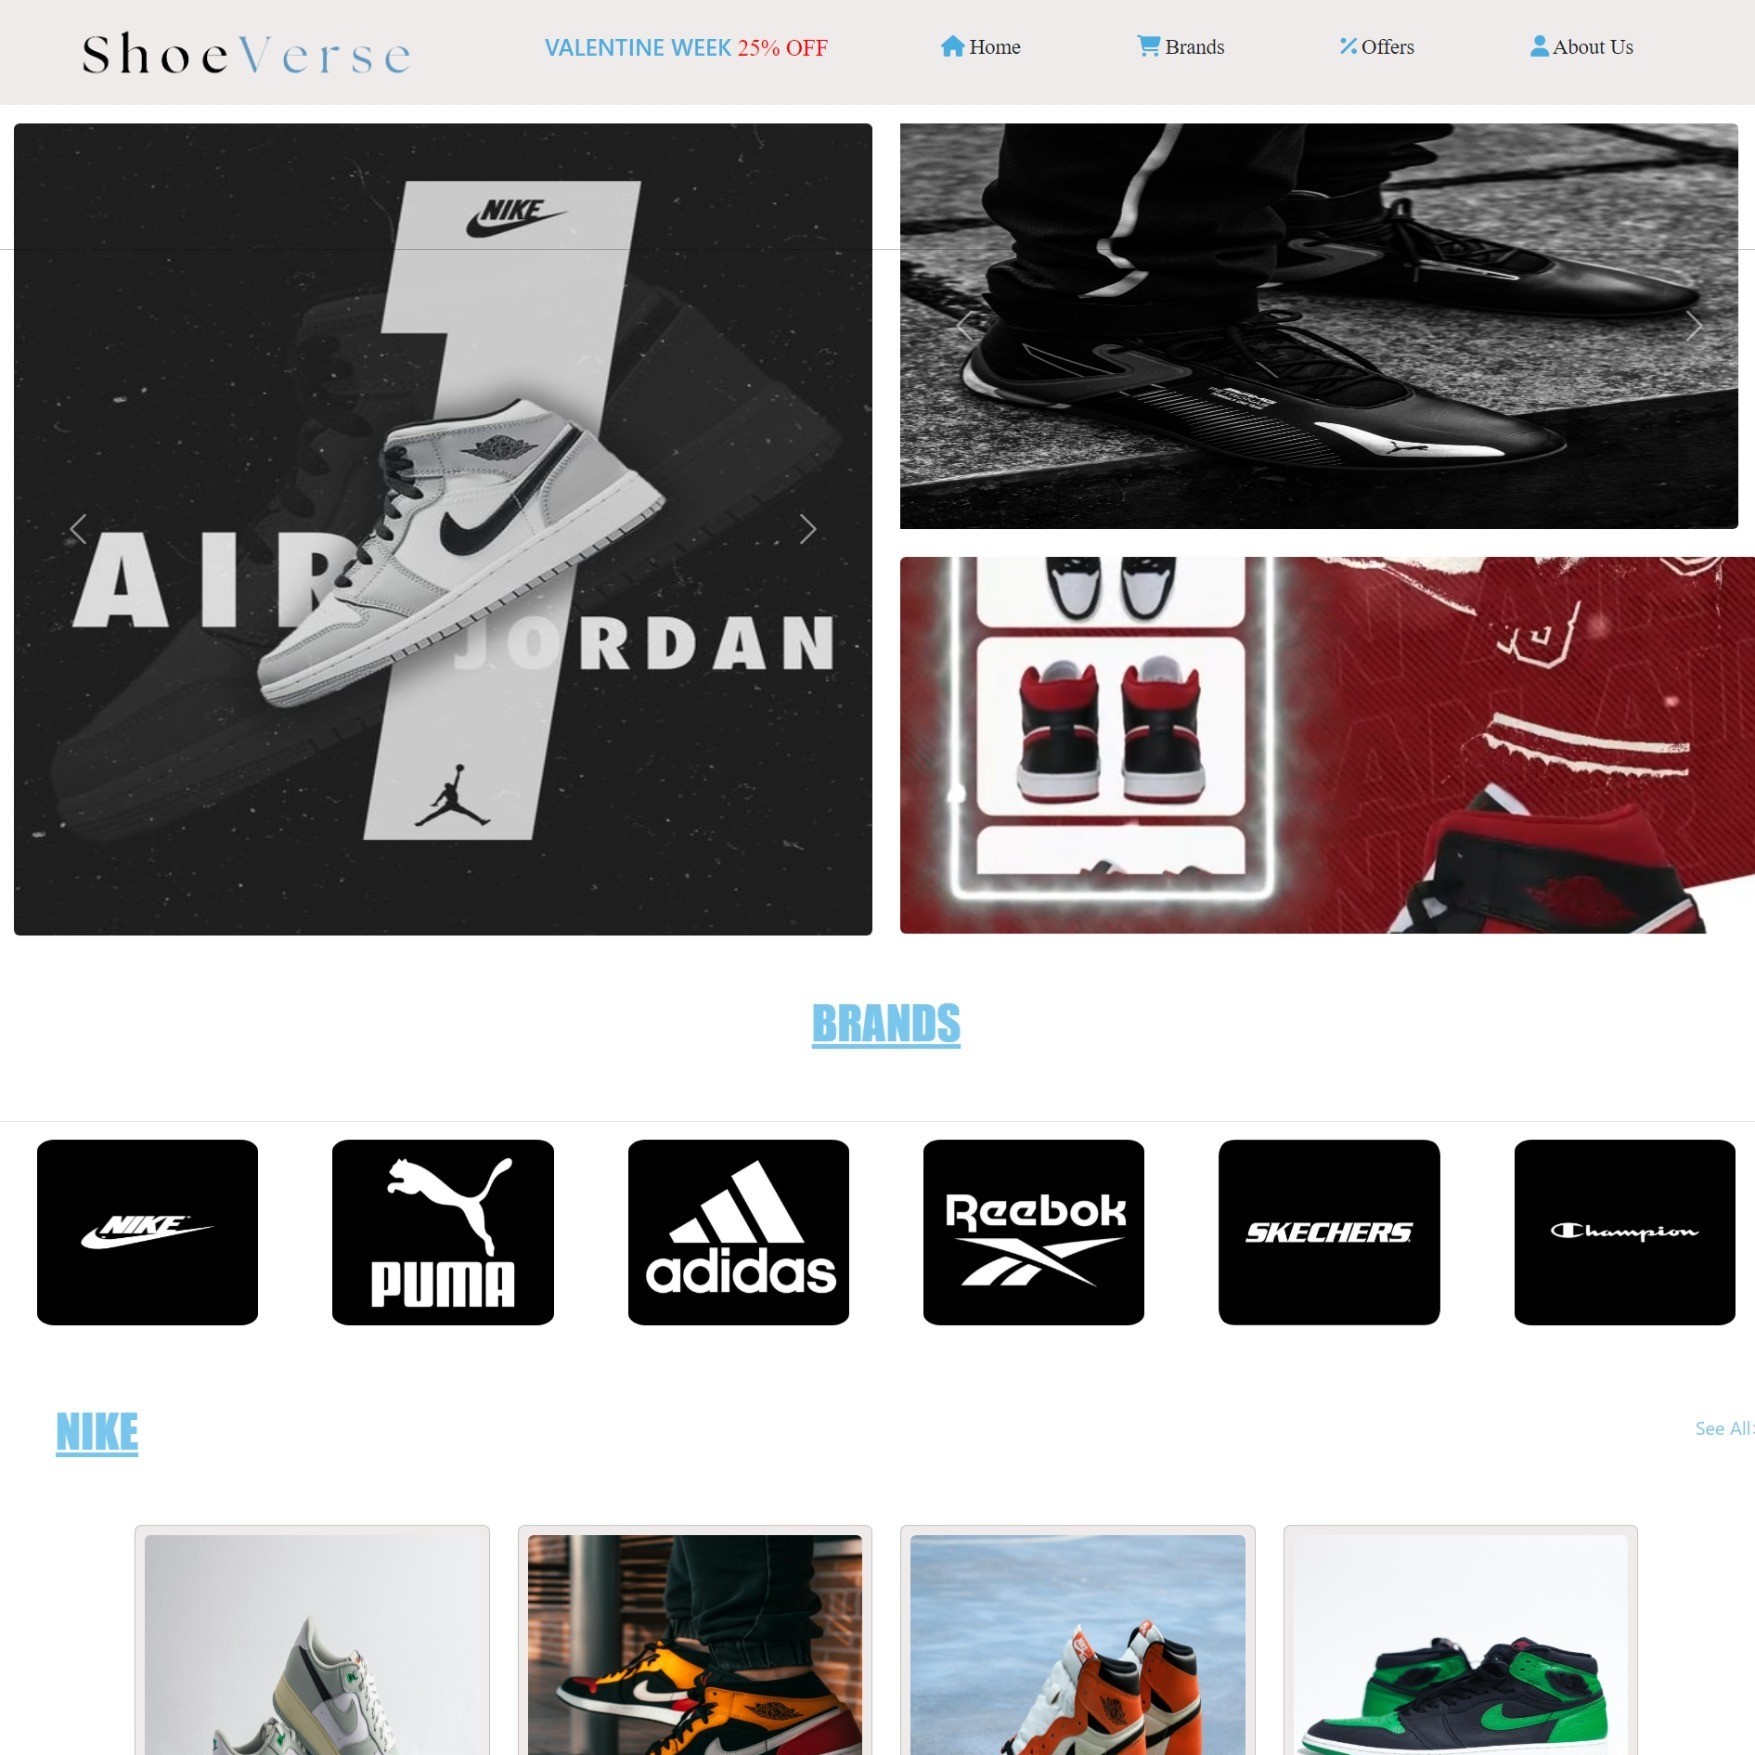 ShoeVerse
VALENTINE WEEK 25% OFF
Home
Brands
Offers
About Us
NIKE
AIR
JORDAN
BRANDS
NIKE
PUMA
adidas
Reebok
SKECHERS
Champion
NIKE
See All